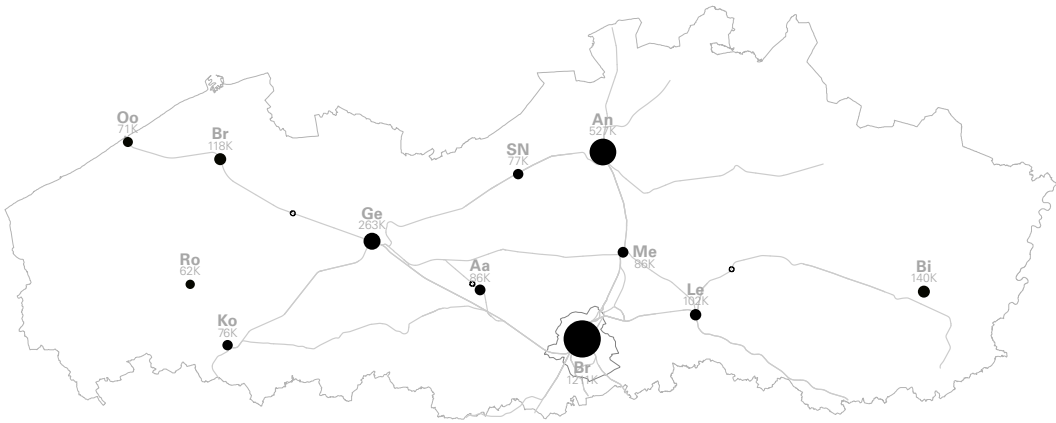 Oo
71K
Br
118K
An
527K
SN
77K
Ge
263K
Me
86K
Ro
62K
Aa
86K
Bi
140K
Le
102K
Ko
76K
Br
1211K